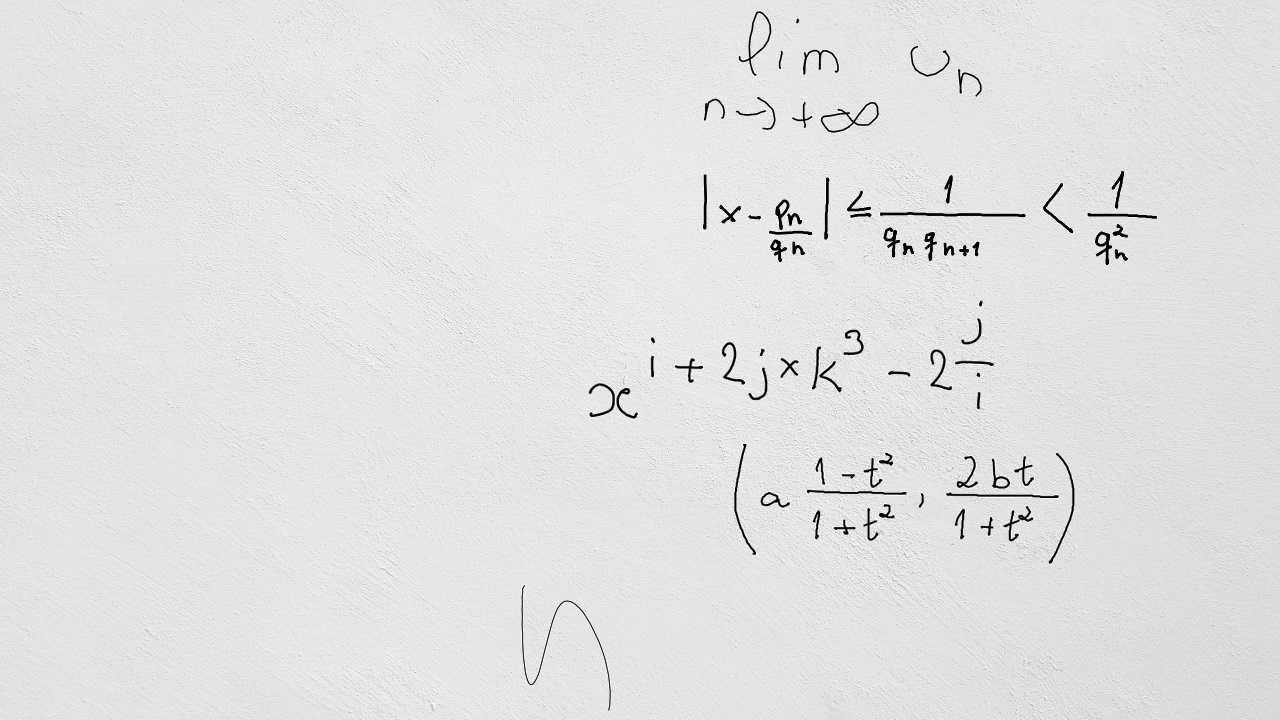 \lim_{n \to +\infty} u_n
\left| x - \frac{p_n}{q_n} \right| \leq \frac{1}{q_n q_{n+1}} < \frac{1}{q_n^2}
x^{i + 2j \times k^3 - 2\frac{j}{i}}
\left( a \frac{1 - t^2}{1 + t^2}, \frac{2bt}{1 + t^2} \right)